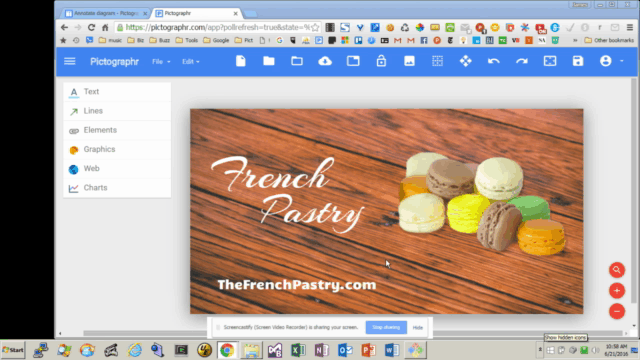 Annotate diagram - Pictogr
Pictographr
https://pictographr.com/app?pollrefresh=true&state=%
Apps
music
Biz
Buzz
Tools
Google
Pict
Other bookmarks
Pictographr
File
Edit
Text
Lines
Elements
Graphics
Web
Charts
French
Pastry
TheFrenchPastry.com
Screencastify (Screen Video Recorder) is sharing your screen.
Stop sharing
Hide
Show hidden icons
Start
10:58 AM
6/21/2016